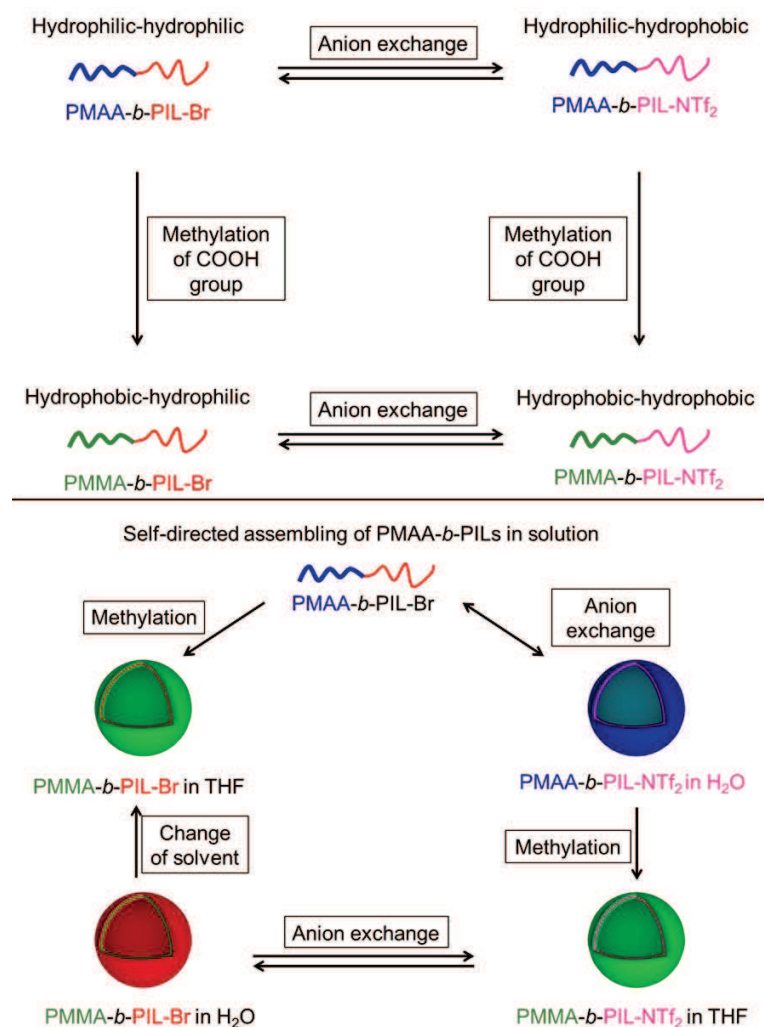 Hydrophilic-hydrophilic
Anion exchange
Hydrophilic-hydrophobic
PMAA-b-PIL-Br
PMAA-b-PIL-NTf₂
Methylation
of COOH
group
Methylation
of COOH
group
Hydrophobic-hydrophilic
Anion exchange
Hydrophobic-hydrophobic
PMMA-b-PIL-Br
PMMA-b-PIL-NTf₂
Self-directed assembling of PMAA-b-PILs in solution
PMAA-b-PIL-Br
Methylation
Anion
exchange
PMMA-b-PIL-Br in THF
PMAA-b-PIL-NTf₂ in H₂O
Change
of solvent
Methylation
Anion exchange
PMMA-b-PIL-Br in H₂O
PMMA-b-PIL-NTf₂ in THF